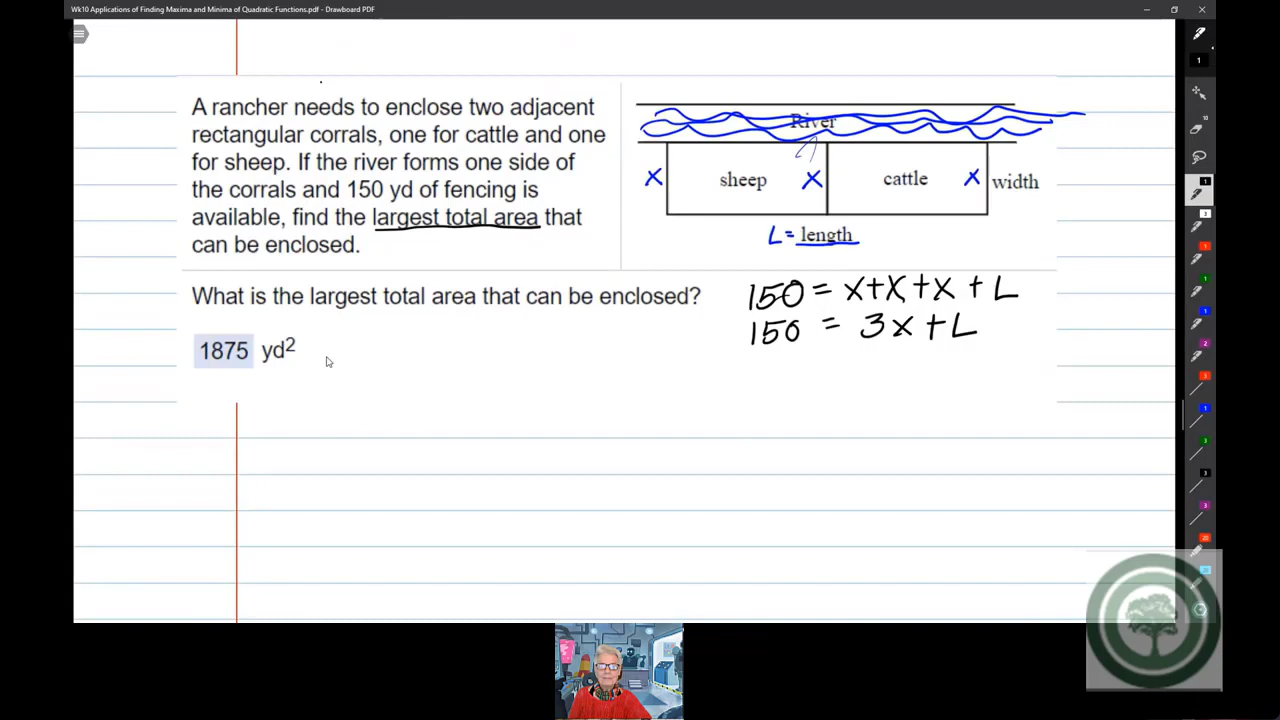 Wk10 Applications of Finding Maxima and Minima of Quadratic Functions.pdf - Drawboard PDF
A rancher needs to enclose two adjacent
rectangular corrals, one for cattle and one
for sheep. If the river forms one side of
the corrals and 150 yd of fencing is
available, find the largest total area that
can be enclosed.
River
X sheep X cattle X width
L = length
What is the largest total area that can be enclosed?
150 = X+X+X + L
150 = 3X + L
1875 yd2